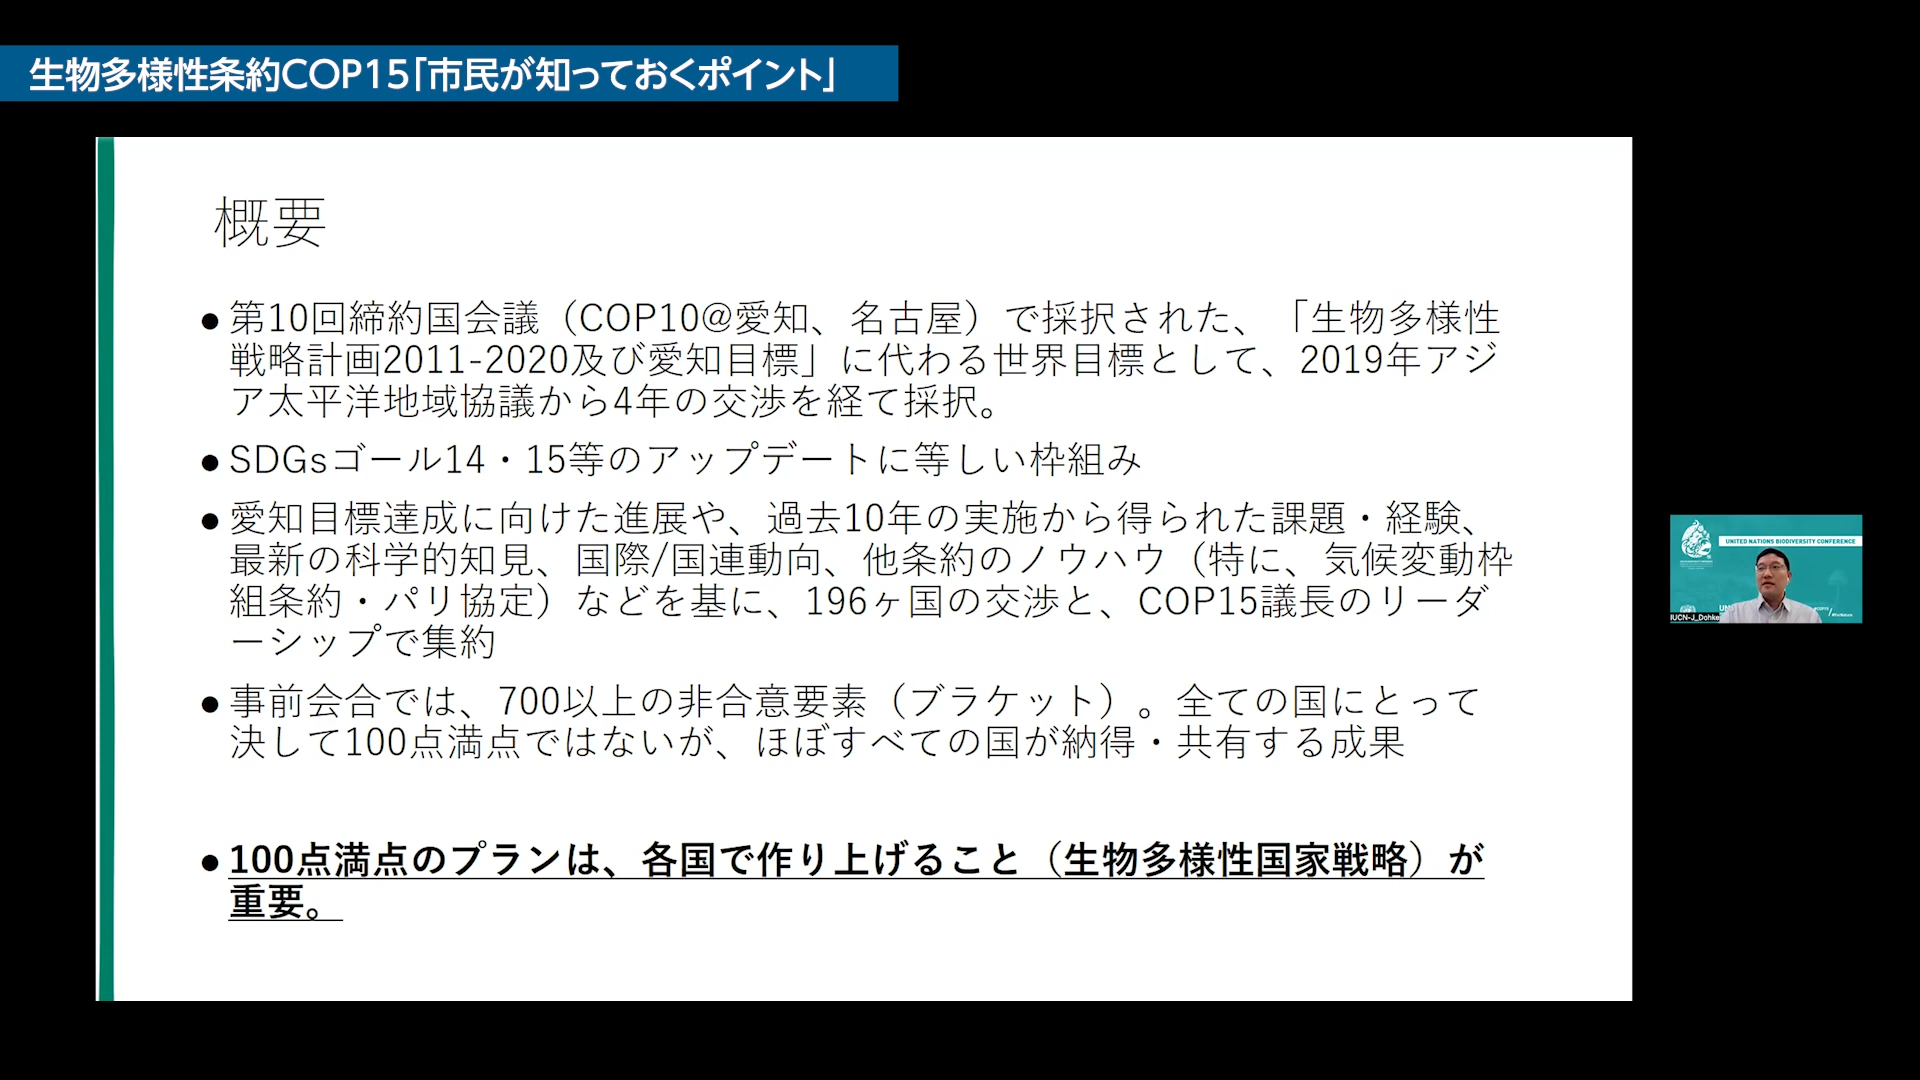 生物多様性条約COP15「市民が知っておくポイント」
概要
●第10回締約国会議（COP10@愛知、名古屋）で採択された、「生物多様性
戦略計画2011-2020及び愛知目標」に代わる世界目標として、2019年アジ
ア太平洋地域協議から4年の交渉を経て採択。
●SDGsゴール14・15等のアップデートに等しい枠組み
●愛知目標達成に向けた進展や、過去10年の実施から得られた課題・経験、
最新の科学的知見、国際/国連動向、他条約のノウハウ（特に、気候変動枠
組条約・パリ協定）などを基に、196ヶ国の交渉と、COP15議長のリーダ
ーシップで集約
●事前会合では、700以上の非合意要素（ブラケット）。全ての国にとって
決して100点満点ではないが、ほぼすべての国が納得・共有する成果
●100点満点のプランは、各国で作り上げること（生物多様性国家戦略）が
重要。
UNITED NATIONS BIODIVERSITY CONFERENCE
IUCN-J_Dohke